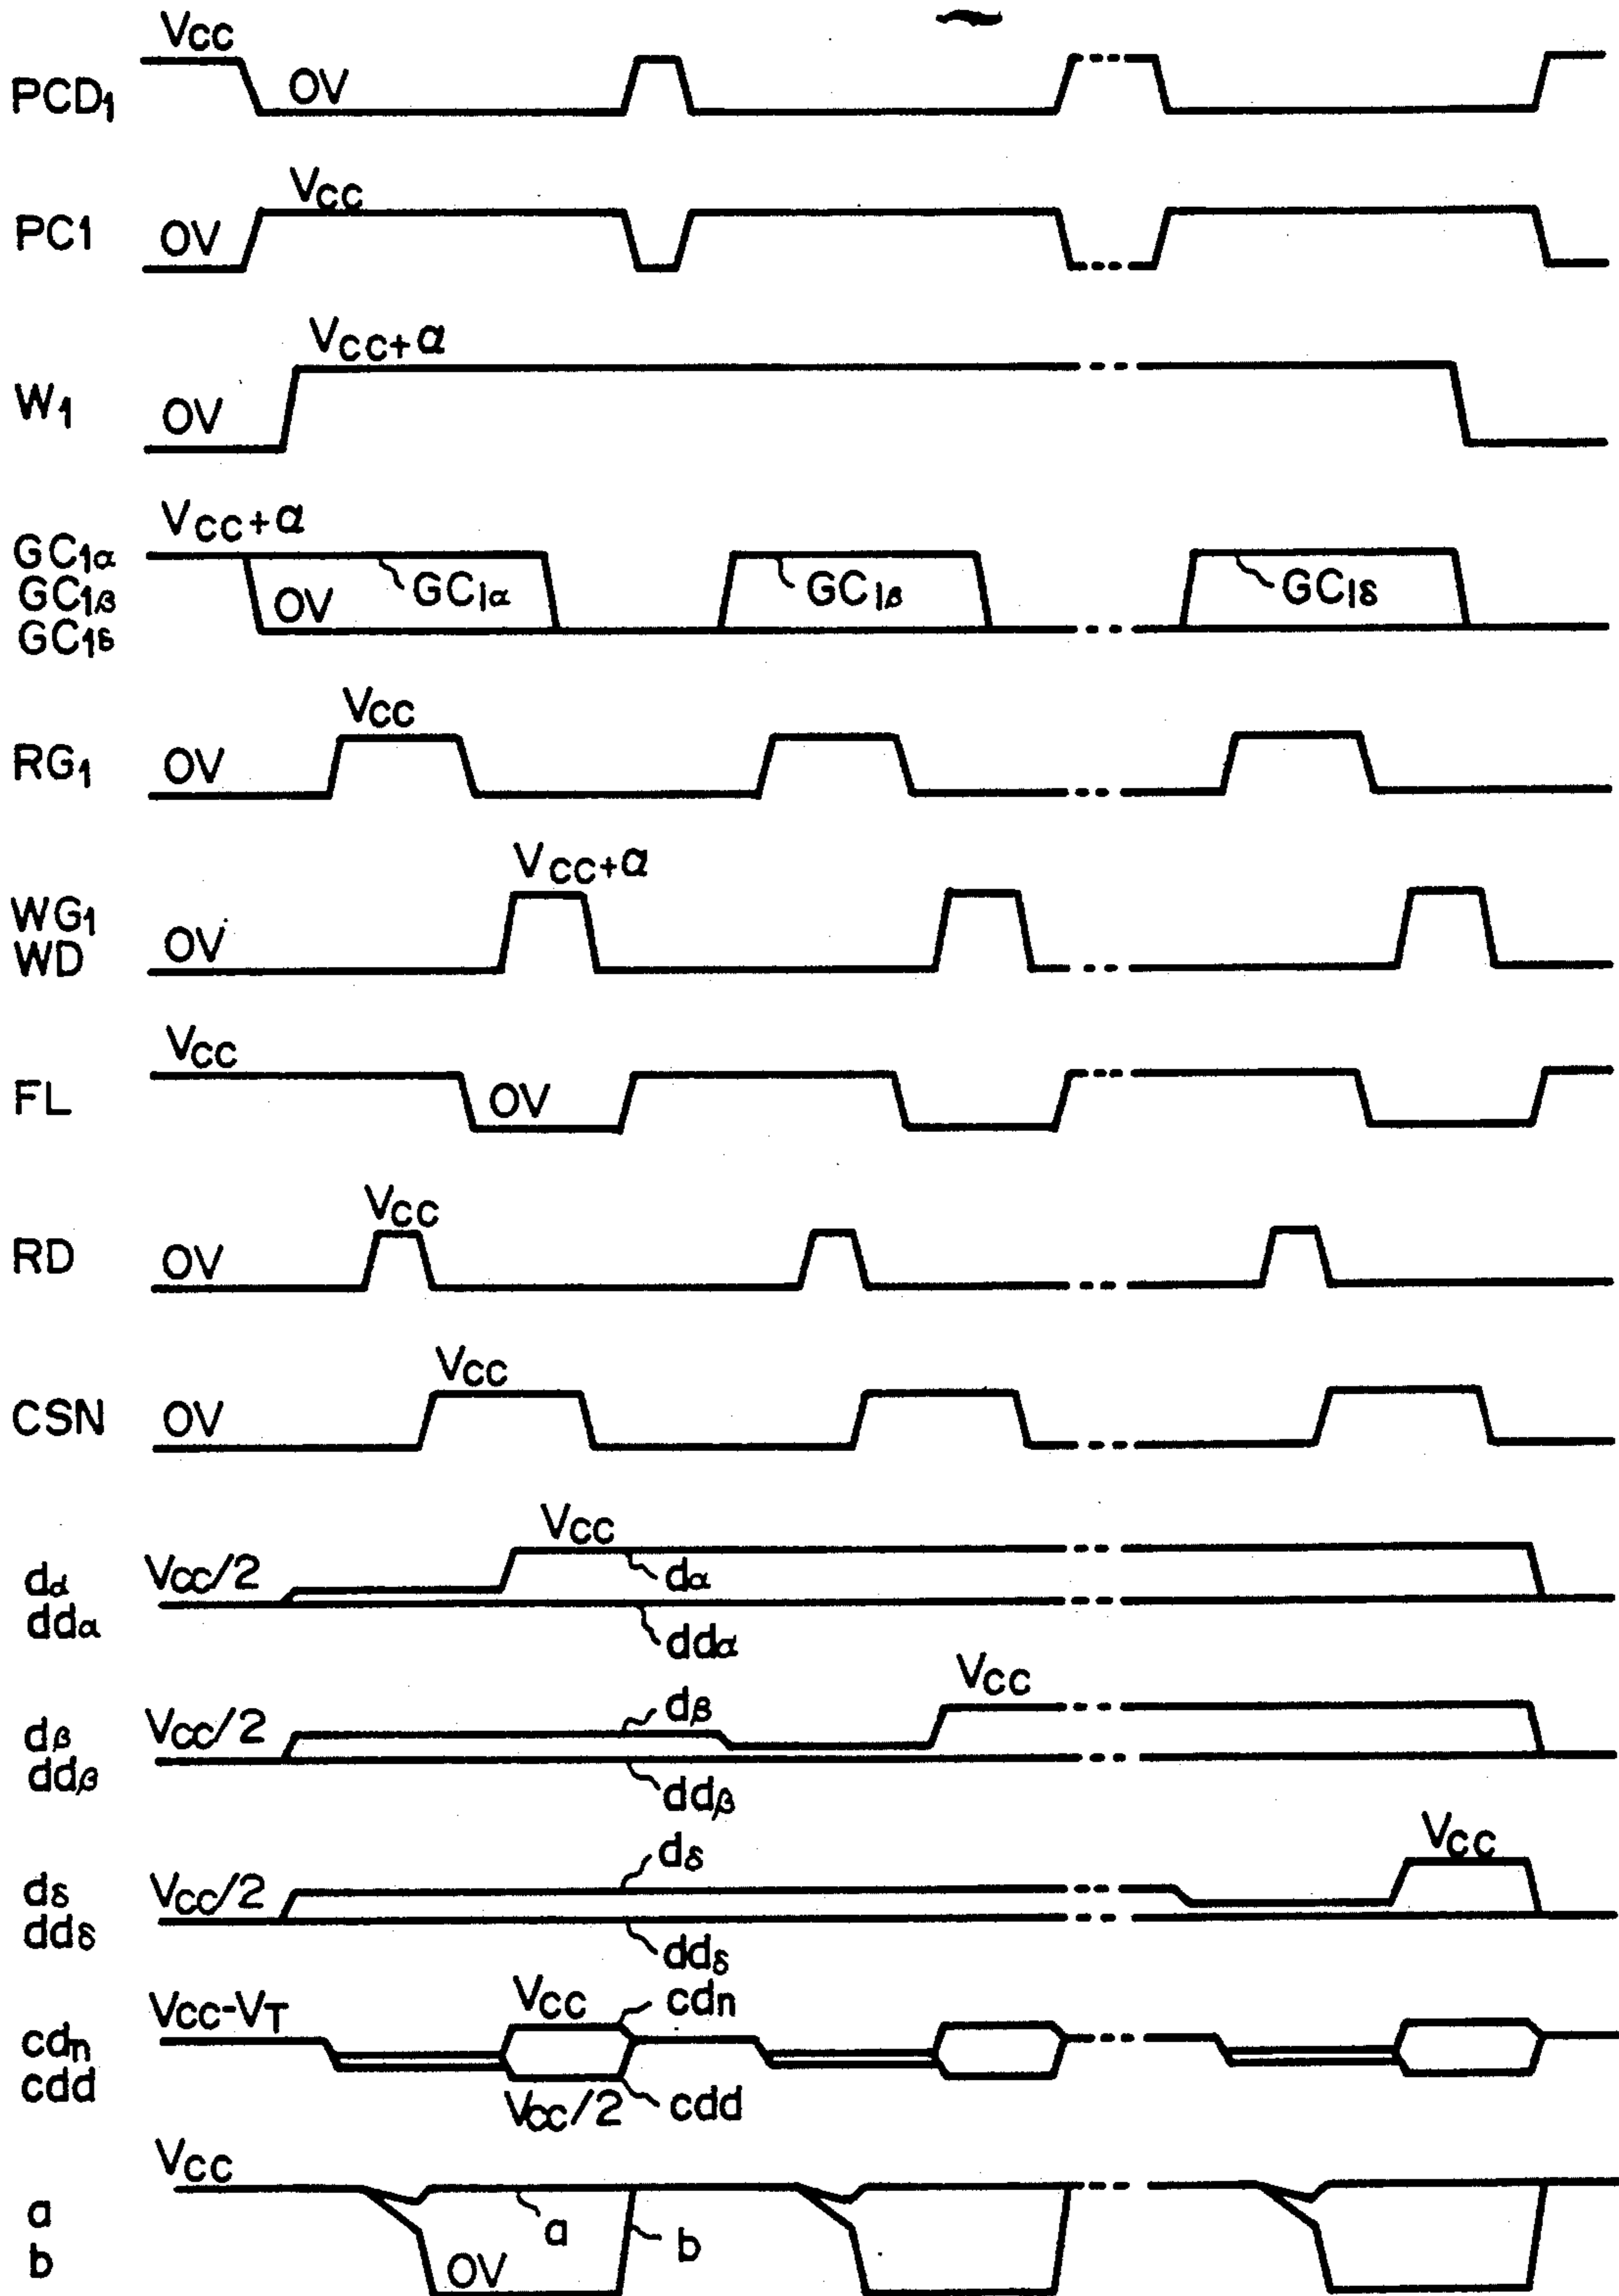 VCC
PCD1 OV
VCC
PC1 OV
VCC+α
W1 OV
VCC+α
GC1α
GC1β
GC1δ
OV GC1α GC1β GC1δ
VCC
RG1 OV
VCC+α
WG1
WD OV
VCC
FL OV
VCC
RD OV
VCC
CSN OV
VCC
dα VCC/2 dα
ddα ddα
VCC
dβ VCC/2 dβ
ddβ ddβ
VCC
dδ VCC/2 dδ
ddδ ddδ
VCC-VT VCC cdn
cdn
cdd VCC/2 cdd
VCC
a a
b OV b